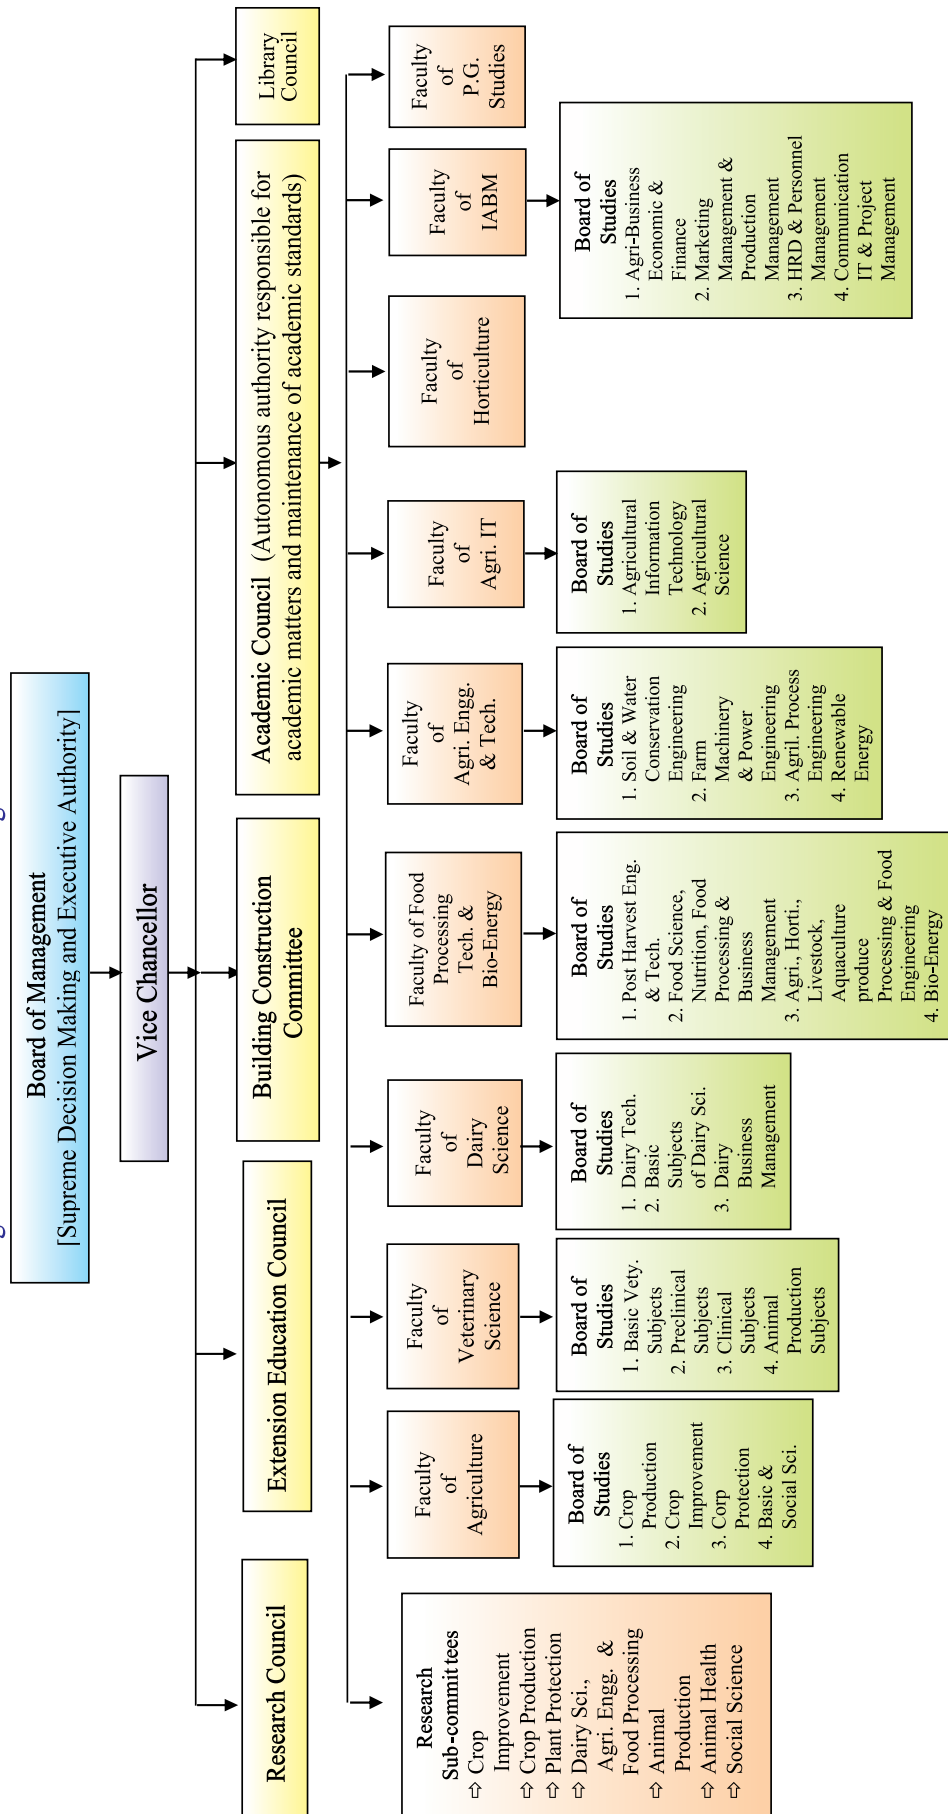 Board of Management
[Supreme Decision Making and Executive Authority]
Vice Chancellor
Research Council
Extension Education Council
Building Construction
Committee
Academic Council (Autonomous authority responsible for
academic matters and maintenance of academic standards)
Library
Council
Research
Sub-commit tees
⇨ Crop
Improvement
⇨ Crop Production
⇨ Plant Protection
⇨ Dairy Sci.,
Agri. Engg. &
Food Processing
⇨ Animal
Production
⇨ Animal Health
⇨ Social Science
Faculty
of
Agriculture
Board of
Studies
1. Crop
Production
2. Crop
Improvement
3. Corp
Protection
4. Basic &
Social Sci.
Faculty
of
Veterinary
Science
Board of
Studies
1. Basic Vety.
Subjects
2. Preclinical
Subjects
3. Clinical
Subjects
4. Animal
Production
Subjects
Faculty
of
Dairy
Science
Board of
Studies
1. Dairy Tech.
2. Basic
Subjects
of Dairy Sci.
3. Dairy
Business
Management
Faculty of Food
Processing
Tech. &
Bio-Energy
Board of
Studies
1. Post Harvest Eng.
& Tech.
2. Food Science,
Nutrition, Food
Processing &
Business
Management
3. Agri., Horti.,
Livestock,
Aquaculture
produce
Processing & Food
Engineering
4. Bio-Energy
Faculty
of
Agri. Engg.
& Tech.
Board of
Studies
1. Soil & Water
Conservation
Engineering
2. Farm
Machinery
& Power
Engineering
3. Agril. Process
Engineering
4. Renewable
Energy
Faculty
of
Agri. IT
Board of
Studies
1. Agricultural
Information
Technology
2. Agricultural
Science
Faculty
of
Horticulture
Faculty
of
IABM
Board of
Studies
1. Agri-Business
Economic &
Finance
2. Marketing
Management &
Production
Management
3. HRD & Personnel
Management
4. Communication
IT & Project
Management
Faculty
of
P.G.
Studies